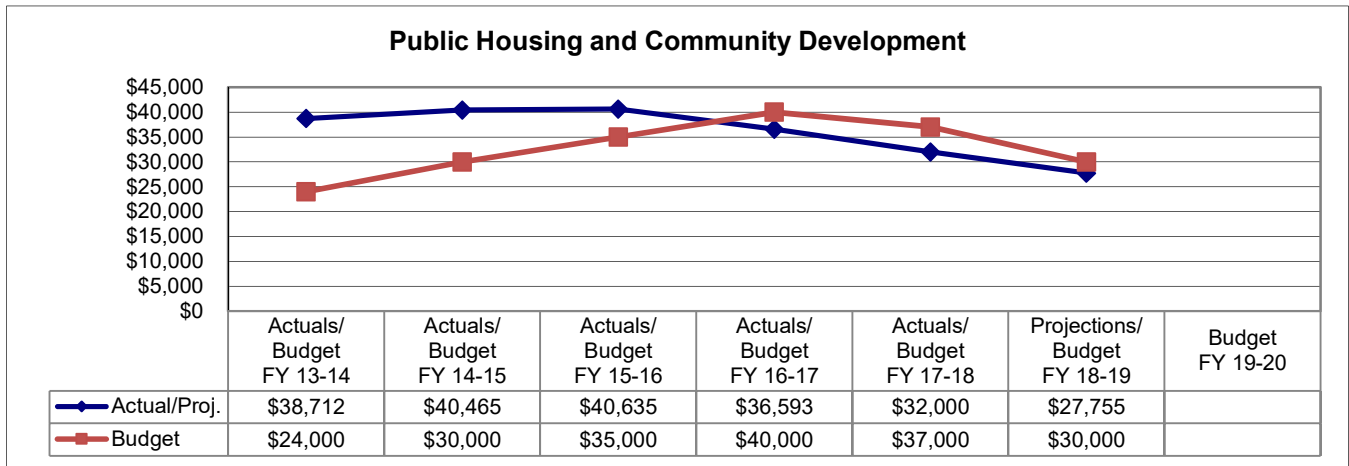 Public Housing and Community Development
$45,000
$40,000
$35,000
$30,000
$25,000
$20,000
$15,000
$10,000
$5,000
$0
Actuals/ Actuals/ Actuals/ Actuals/ Actuals/ Projections/
Budget Budget Budget Budget Budget Budget Budget
FY 13-14 FY 14-15 FY 15-16 FY 16-17 FY 17-18 FY 18-19 FY 19-20
Actual/Proj. $38,712 $40,465 $40,635 $36,593 $32,000 $27,755
Budget $24,000 $30,000 $35,000 $40,000 $37,000 $30,000